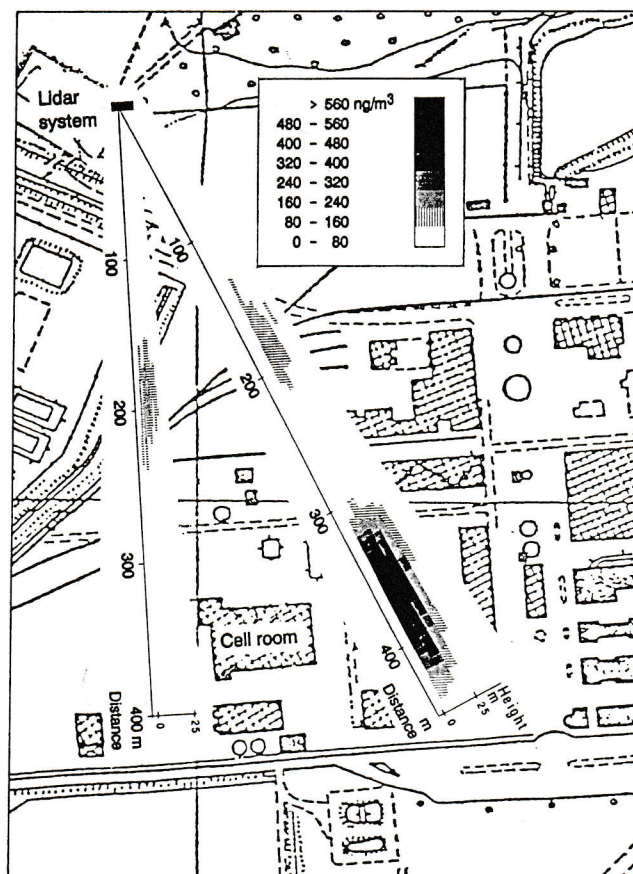 Lidar
system
> 560 ng/m³
480 - 560
400 - 480
320 - 400
240 - 320
160 - 240
80 - 160
0 - 80
100
200
300
400 m
Distance
0
25
100
200
300
400
Distance
m
0
25
m
Height
Cell room